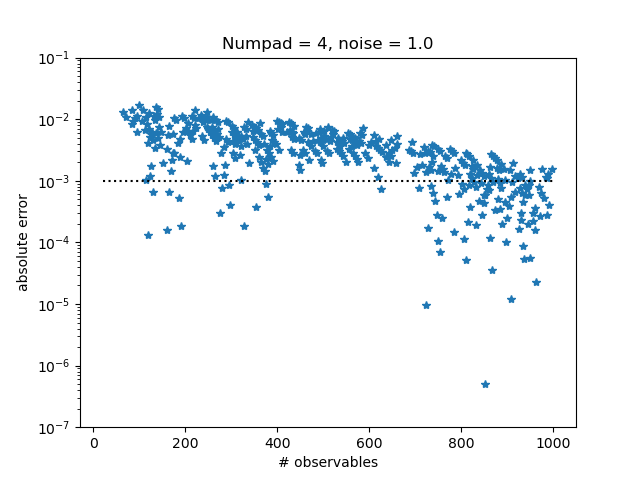 Numpad = 4, noise = 1.0
10⁻¹
10⁻²
10⁻³
10⁻⁴
10⁻⁵
10⁻⁶
10⁻⁷
absolute error
0 200 400 600 800 1000
# observables